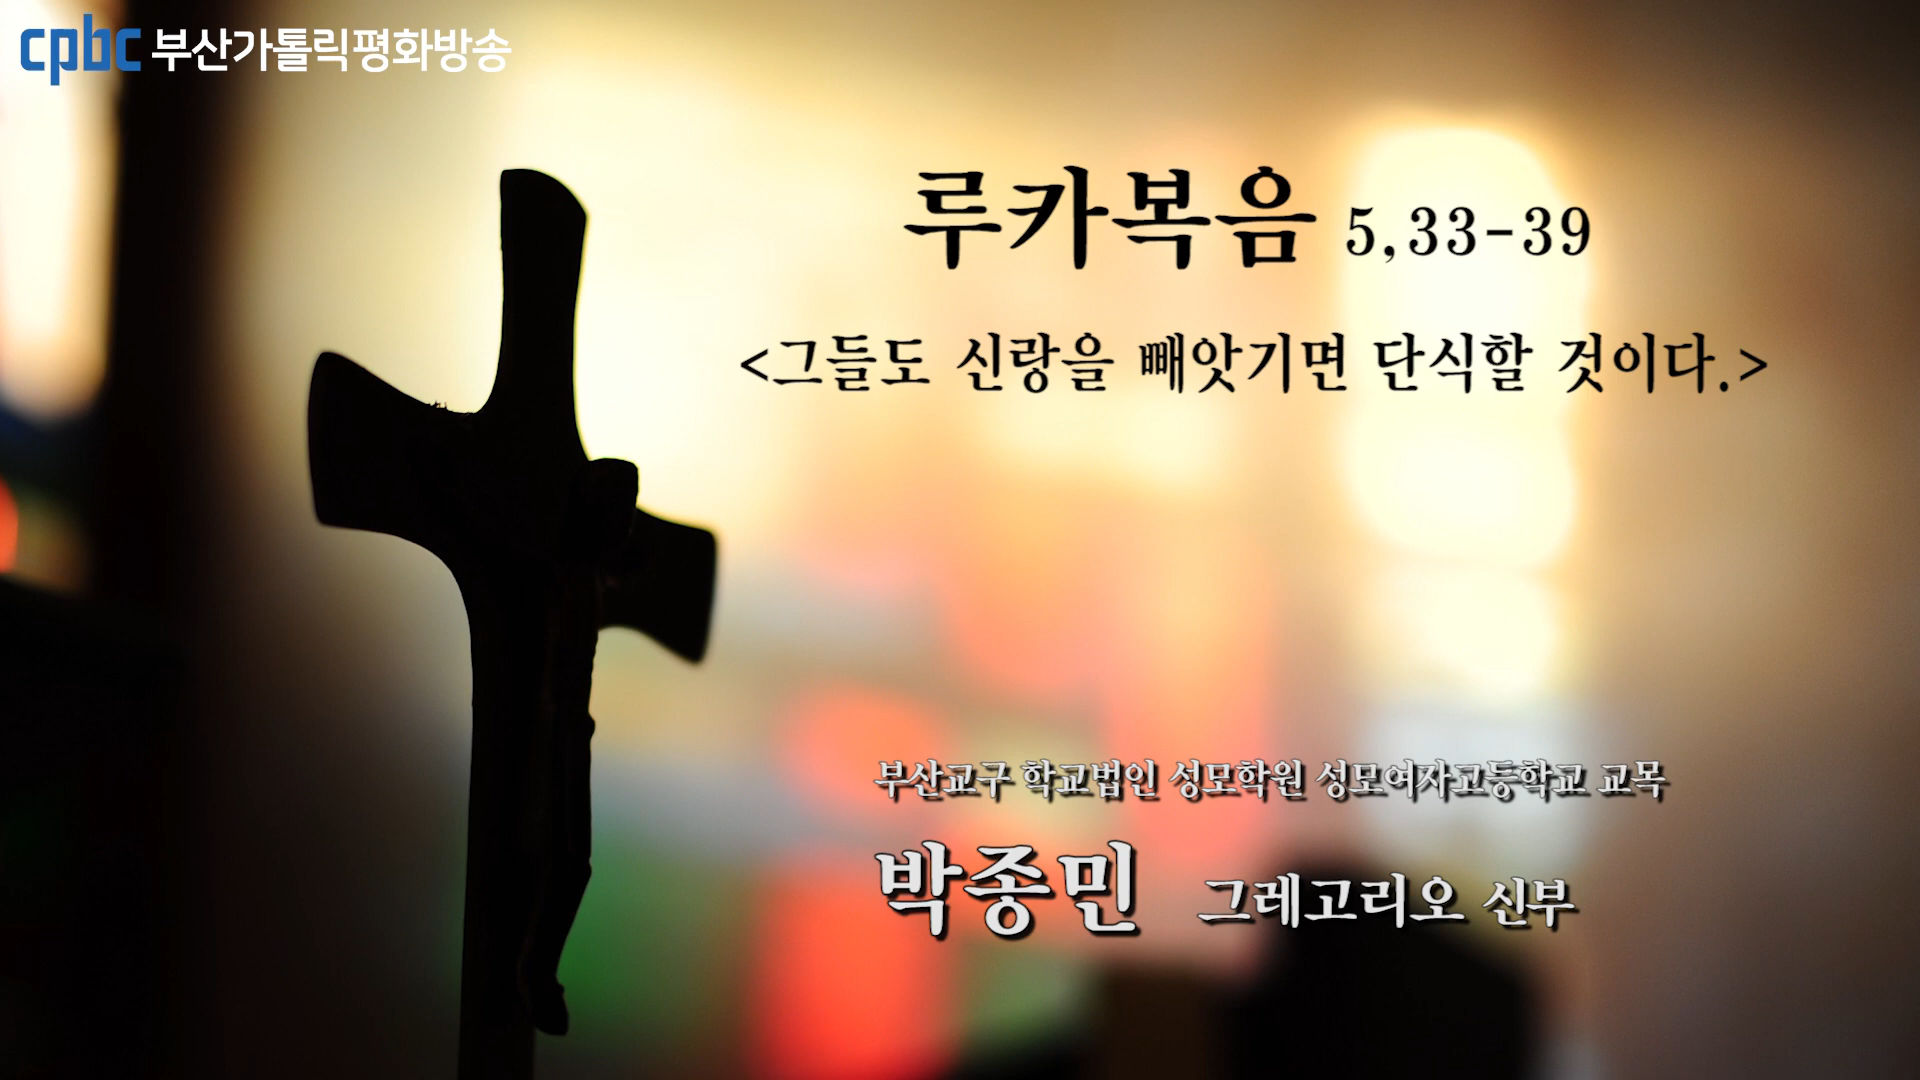 cpbc 부산가톨릭평화방송
루카복음 5,33-39
<그들도 신랑을 빼앗기면 단식할 것이다.>
부산교구 학교법인 성모학원 성모여자고등학교 교목
박종민 그레고리오 신부